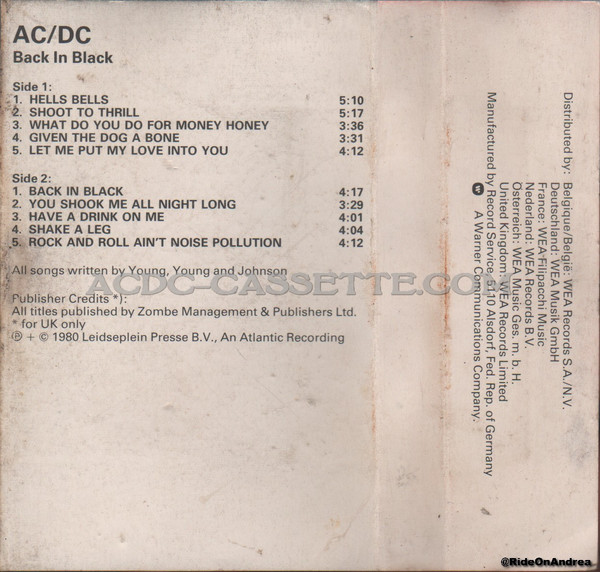 AC/DC
Back In Black
Side 1:
1. HELLS BELLS 5:10
2. SHOOT TO THRILL 5:17
3. WHAT DO YOU DO FOR MONEY HONEY 3:36
4. GIVEN THE DOG A BONE 3:31
5. LET ME PUT MY LOVE INTO YOU 4:12
Side 2:
1. BACK IN BLACK 4:17
2. YOU SHOOK ME ALL NIGHT LONG 3:29
3. HAVE A DRINK ON ME 4:01
4. SHAKE A LEG 4:04
5. ROCK AND ROLL AIN'T NOISE POLLUTION 4:12
All songs written by Young, Young and Johnson
Publisher Credits *):
All titles published by Zombe Management & Publishers Ltd.
* for UK only
Ⓟ + © 1980 Leidseplein Presse B.V., An Atlantic Recording
Distributed by: Belgique/België: WEA Records S.A./N.V.
Deutschland: WEA Musik GmbH
France: WEA-Filipacchi Music
Nederland: WEA Records B.V.
Österreich: WEA Music Ges. m. b. H.
United Kingdom: WEA Records Limited
Manufactured by Record Service, 5110 Alsdorf, Fed. Rep. of Germany
A Warner Communications Company.
ACDC-CASSETTE.COM
@RideOnAndrea